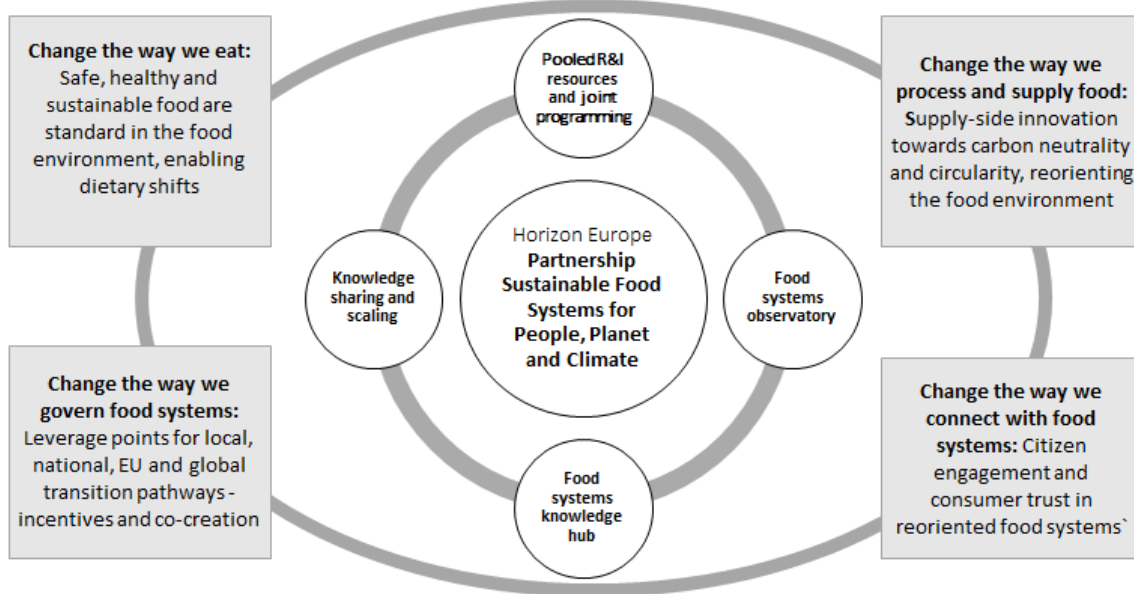 Change the way we eat:
Safe, healthy and
sustainable food are
standard in the food
environment, enabling
dietary shifts
Pooled R&I
resources
and joint
programming
Change the way we
process and supply food:
Supply-side innovation
towards carbon neutrality
and circularity, reorienting
the food environment
Knowledge
sharing and
scaling
Horizon Europe
Partnership
Sustainable Food
Systems for
People, Planet
and Climate
Food
systems
observatory
Change the way we
govern food systems:
Leverage points for local,
national, EU and global
transition pathways -
incentives and co-creation
Food
systems
knowledge
hub
Change the way we
connect with food
systems: Citizen
engagement and
consumer trust in
reoriented food systems`